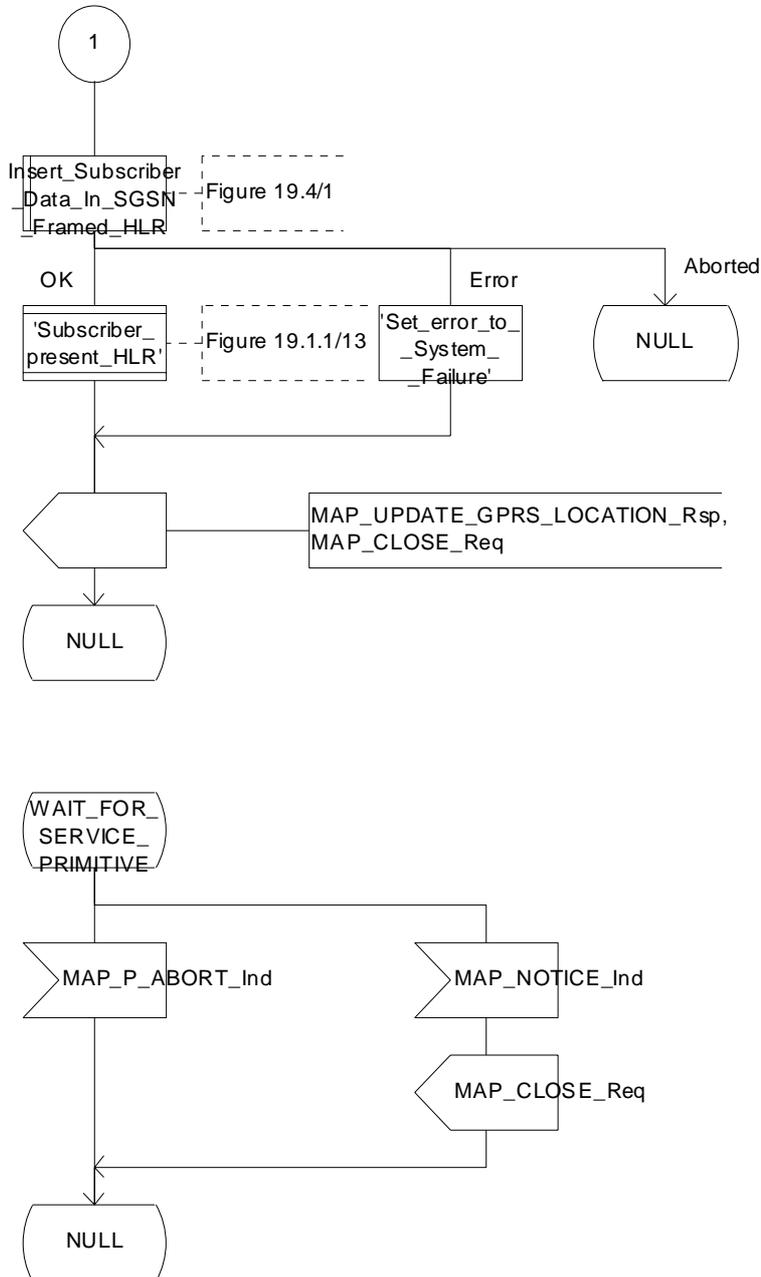 1
Insert_Subscriber
_Data_In_SGSN
_Framed_HLR
Figure 19.4/1
OK
Error
Aborted
'Subscriber_
present_HLR'
Figure 19.1.1/13
'Set_error_to_
_System_
_Failure'
NULL
MAP_UPDATE_GPRS_LOCATION_Rsp,
MAP_CLOSE_Req
NULL
WAIT_FOR_
SERVICE_
PRIMITIVE
MAP_P_ABORT_Ind
MAP_NOTICE_Ind
MAP_CLOSE_Req
NULL